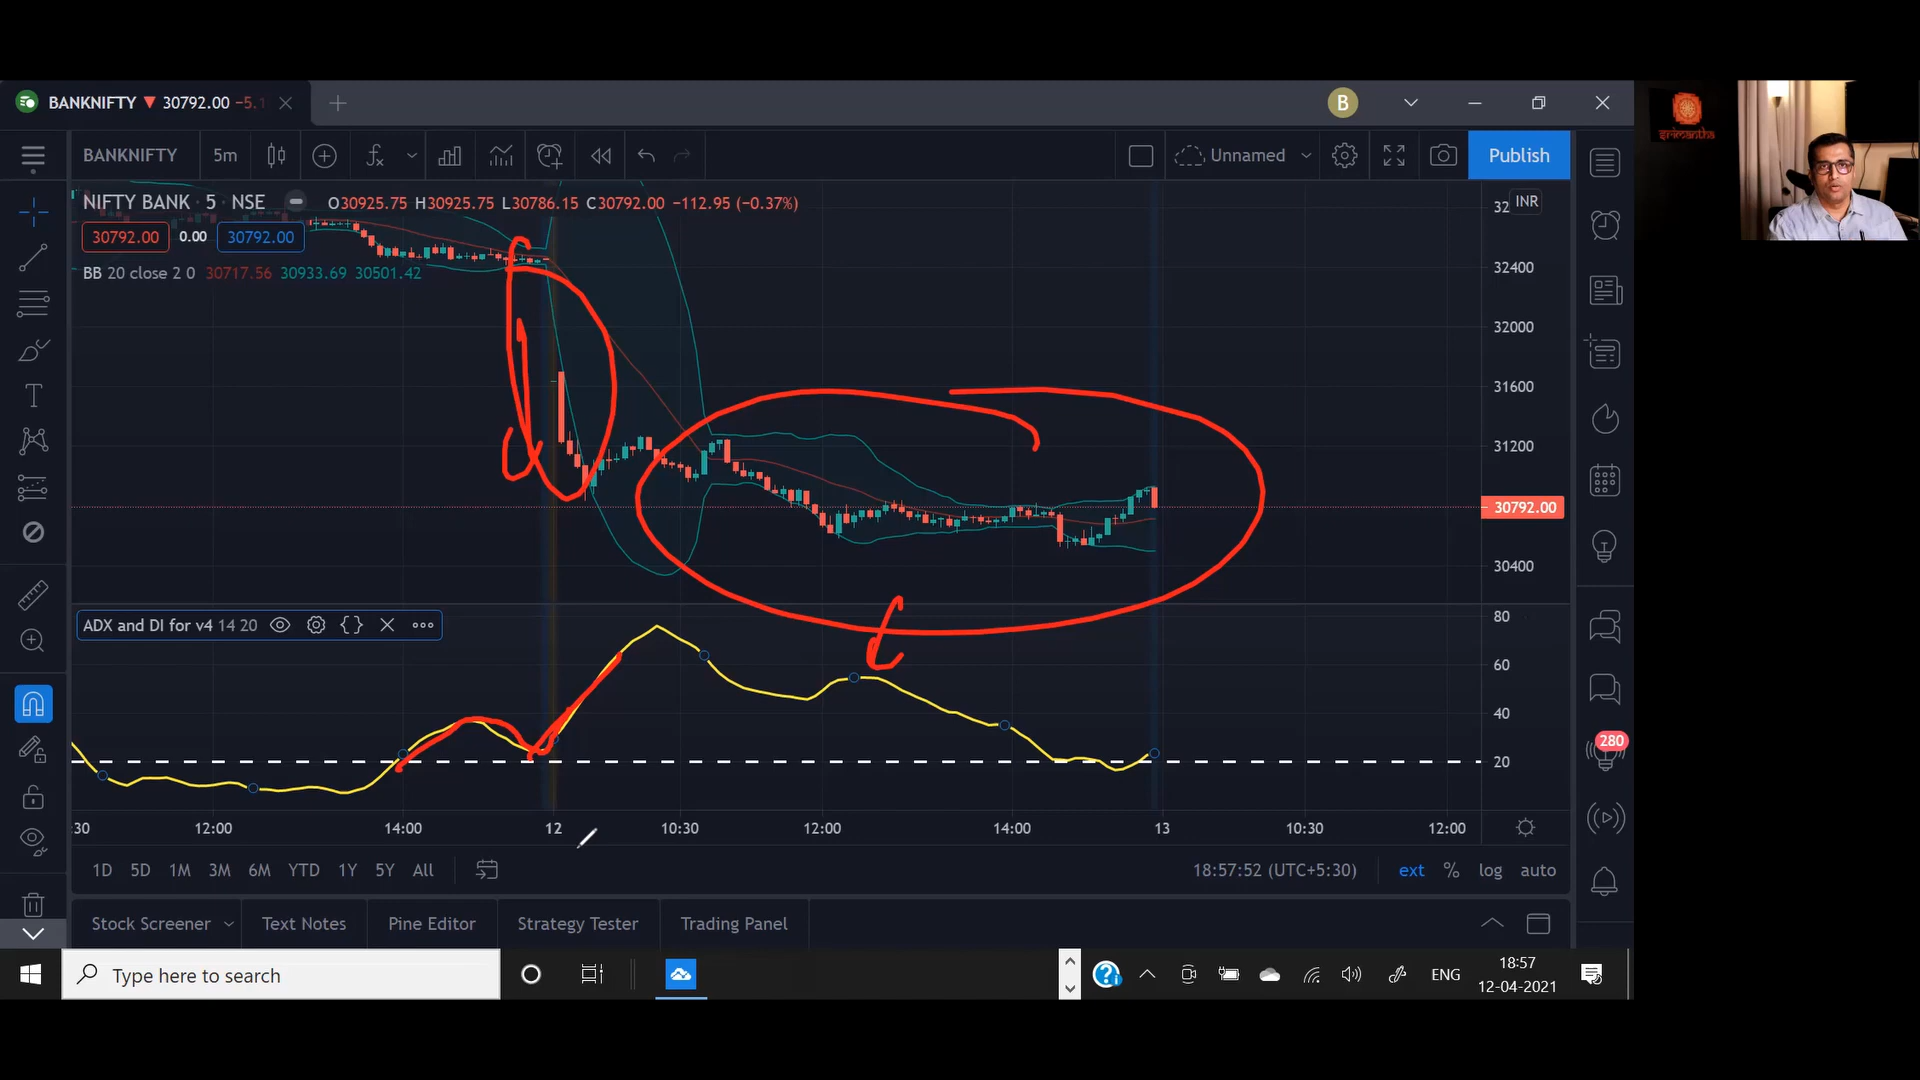 BANKNIFTY ▼ 30792.00 −5.1
B
srimantha
BANKNIFTY 5m Unnamed Publish
NIFTY BANK · 5 · NSE O30925.75 H30925.75 L30786.15 C30792.00 −112.95 (−0.37%)
32 INR
30792.00 0.00 30792.00
BB 20 close 2 0 30717.56 30933.69 30501.42
32400
32000
31600
31200
30792.00
30400
ADX and DI for v4 14 20
80
60
40
20
280
:30 12:00 14:00 12 10:30 12:00 14:00 13 10:30 12:00
1D 5D 1M 3M 6M YTD 1Y 5Y All 18:57:52 (UTC+5:30) ext % log auto
Stock Screener Text Notes Pine Editor Strategy Tester Trading Panel
Type here to search
ENG
18:57
12-04-2021